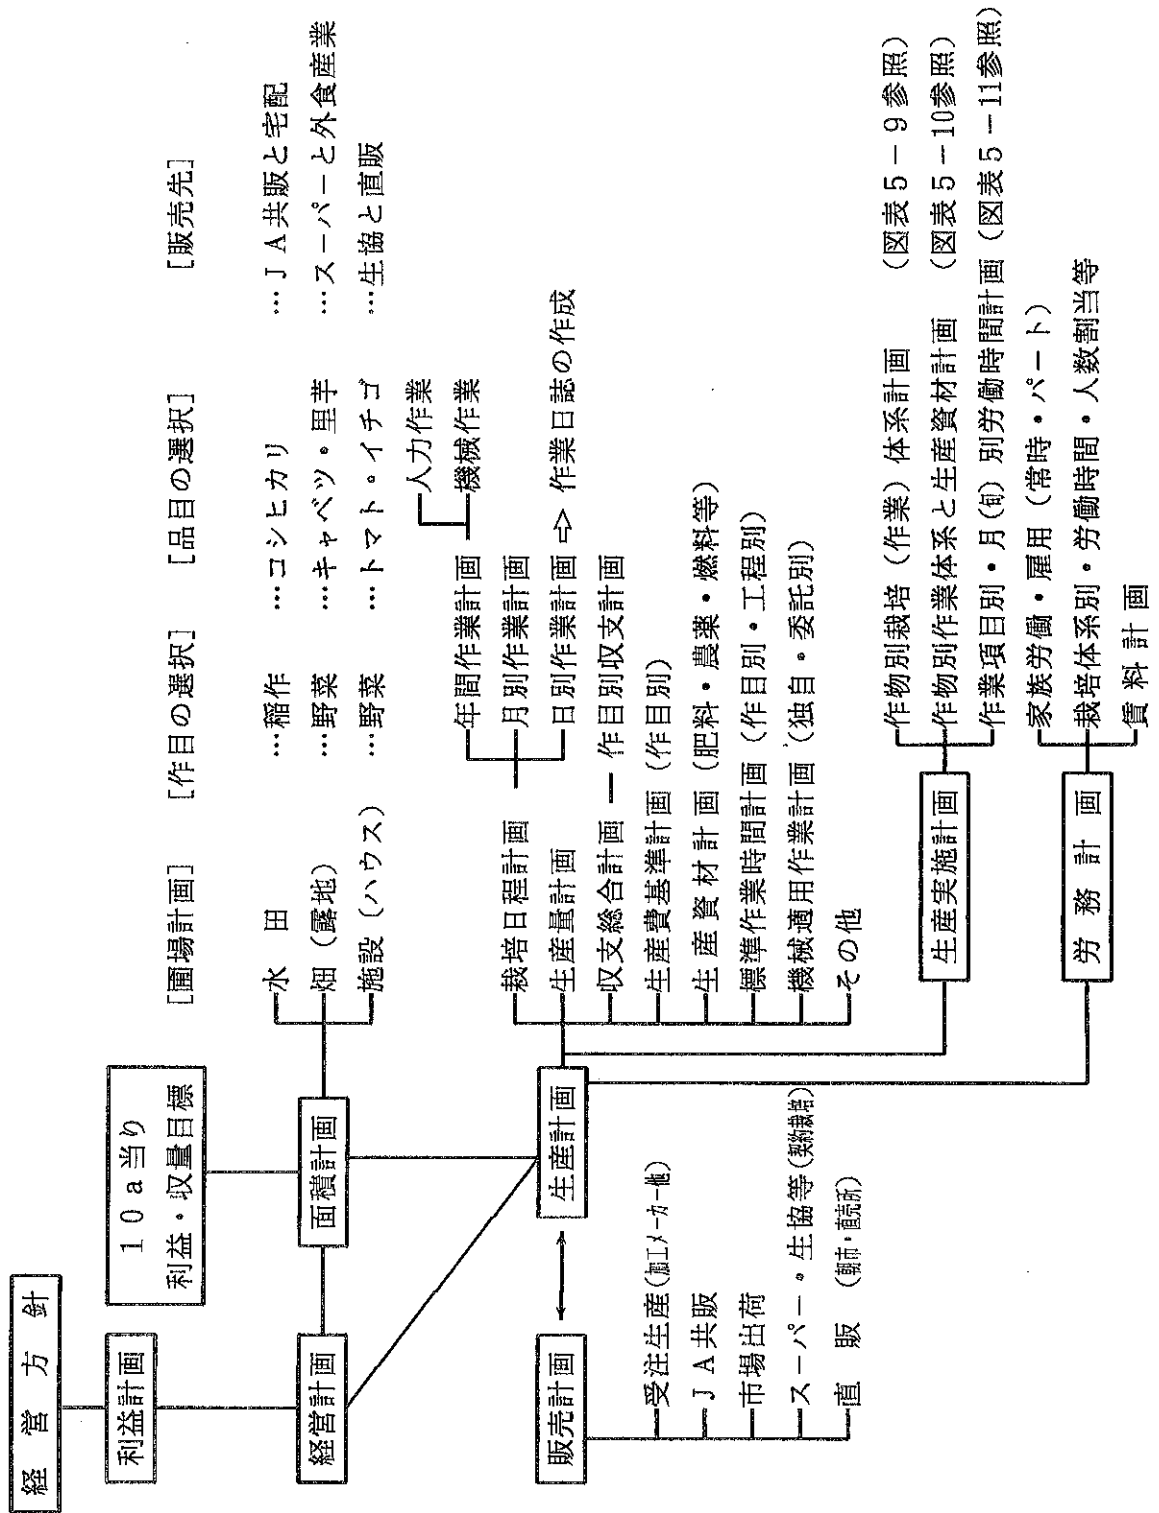 経営方針
利益計画
10a当り
利益・収量目標
経営計画
面積計画
[圃場計画] [作目の選択] [品目の選択] [販売先]
水田 …稲作 …コシヒカリ …JA共販と宅配
畑(露地) …野菜 …キャベツ・里芋 …スーパーと外食産業
施設(ハウス) …野菜 …トマト・イチゴ …生協と直販
販売計画
受注生産(加工メーカー他)
JA共販
市場出荷
スーパー・生協等(契約栽培)
直販 (朝市・直売所)
生産計画
栽培日程計画
年間作業計画
人力作業
機械作業
月別作業計画
日別作業計画⇨作業日誌の作成
生産量計画
収支総合計画 ― 作目別収支計画
生産費基準計画(作目別)
生産資材計画(肥料・農薬・燃料等)
標準作業時間計画(作目別・工程別)
機械適用作業計画(独自・委託別)
その他
生産実施計画
作物別栽培(作業)体系計画 (図表5-9参照)
作物別作業体系と生産資材計画 (図表5-10参照)
作業項目別・月(旬)別労働時間計画(図表5-11参照)
労務計画
家族労働・雇用(常時・パート)
栽培体系別・労働時間・人数割当等
賃料計画